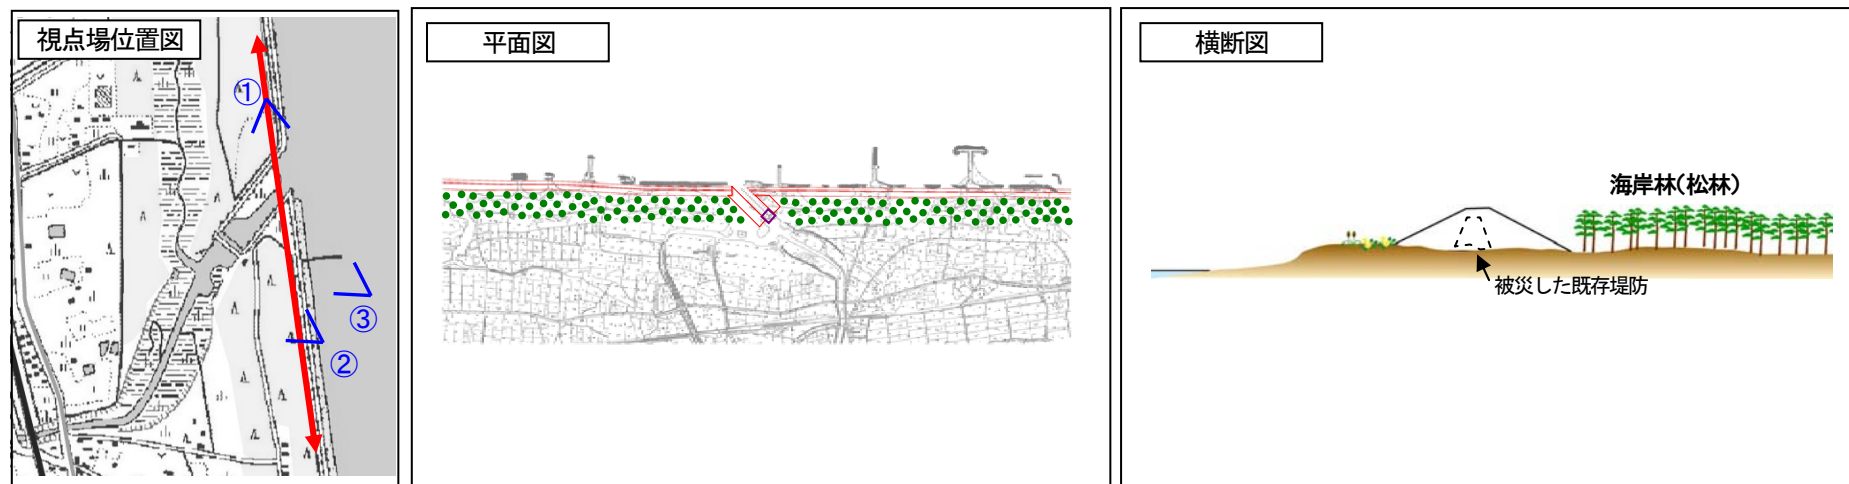 視点場位置図
①
②
③
平面図
横断図
海岸林(松林)
被災した既存堤防